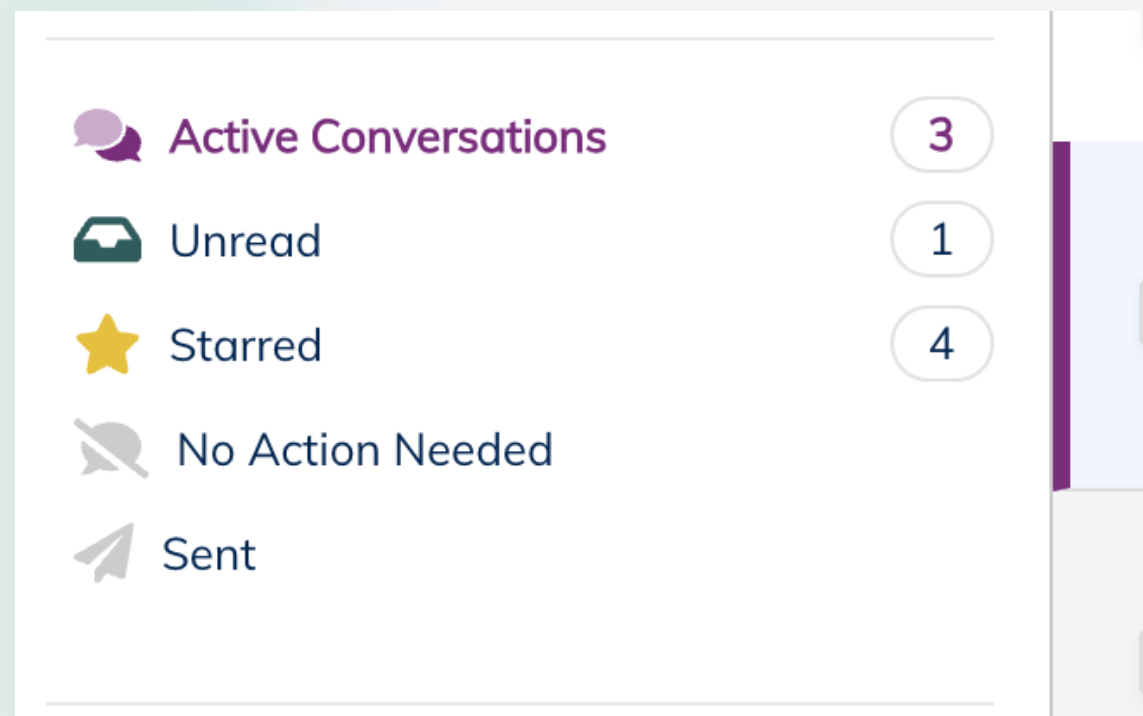 Active Conversations 3
Unread 1
Starred 4
No Action Needed
Sent